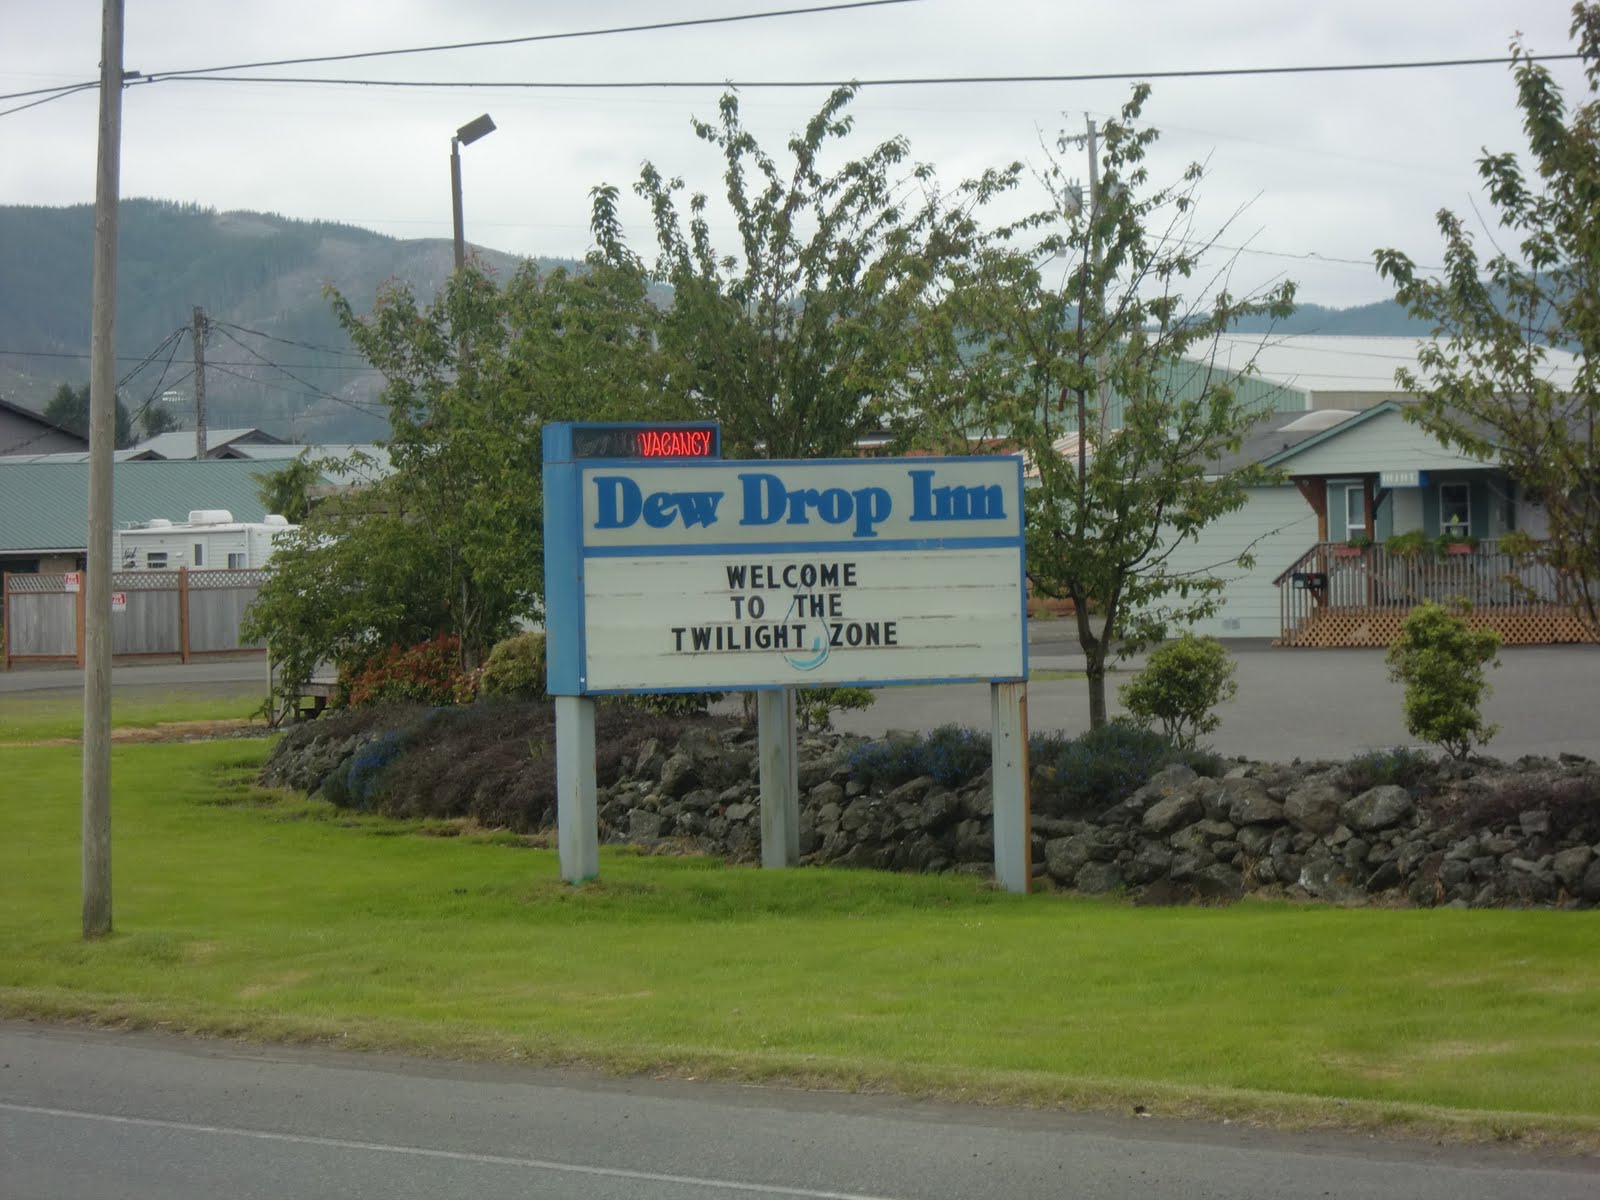 VACANCY
Dew Drop Inn
WELCOME
TO THE
TWILIGHT ZONE